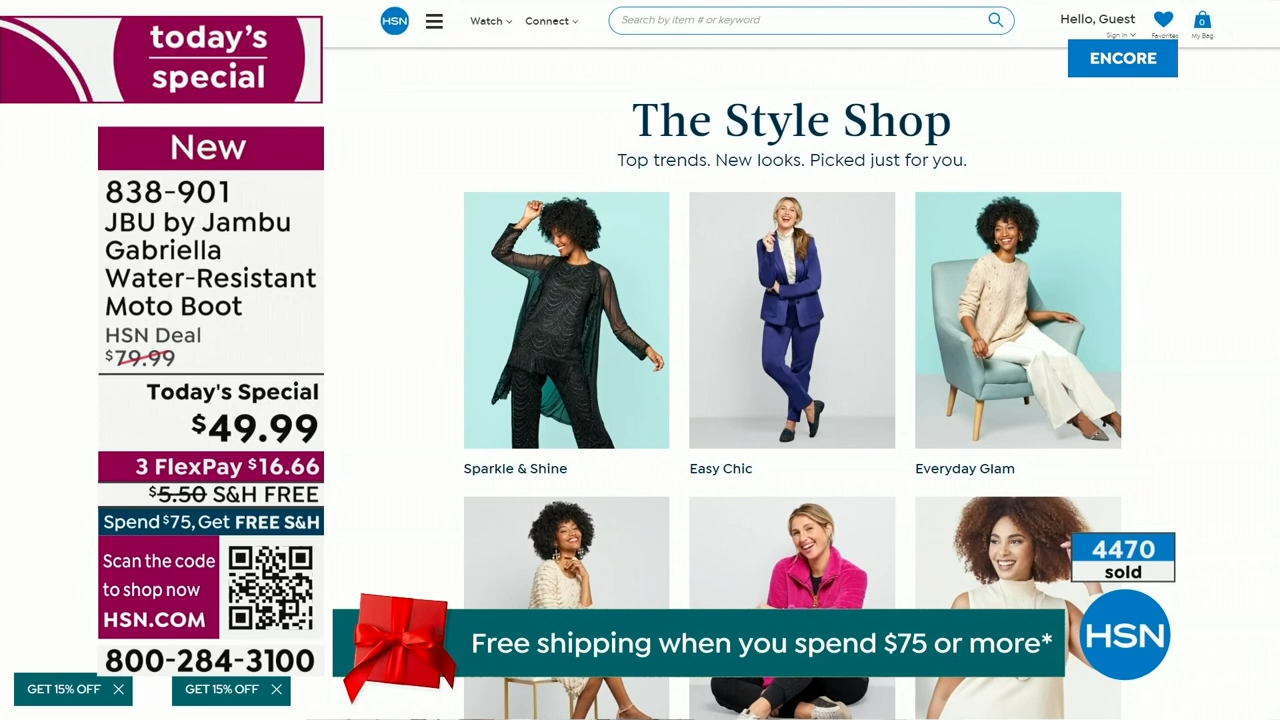 today's
special
New
838-901
JBU by Jambu
Gabriella
Water-Resistant
Moto Boot
HSN Deal
$79.99
Today's Special
$49.99
3 FlexPay $16.66
$5.50 S&H FREE
Spend $75, Get FREE S&H
Scan the code
to shop now
HSN.COM
800-284-3100
GET 15% OFF
GET 15% OFF
HSN
Watch
Connect
Search by item # or keyword
Hello, Guest
Sign In
Favorites
0
My Bag
ENCORE
The Style Shop
Top trends. New looks. Picked just for you.
Sparkle & Shine
Easy Chic
Everyday Glam
4470
sold
Free shipping when you spend $75 or more*
HSN